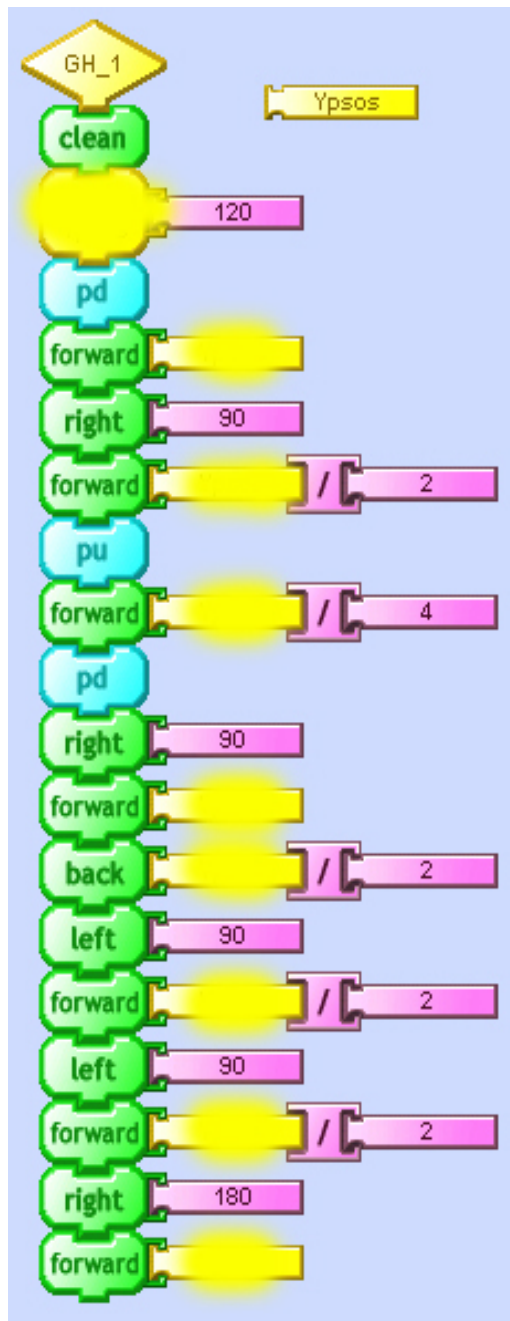 GH_1
Ypsos
clean
120
pd
forward
right 90
forward / 2
pu
forward / 4
pd
right 90
forward
back / 2
left 90
forward / 2
left 90
forward / 2
right 180
forward